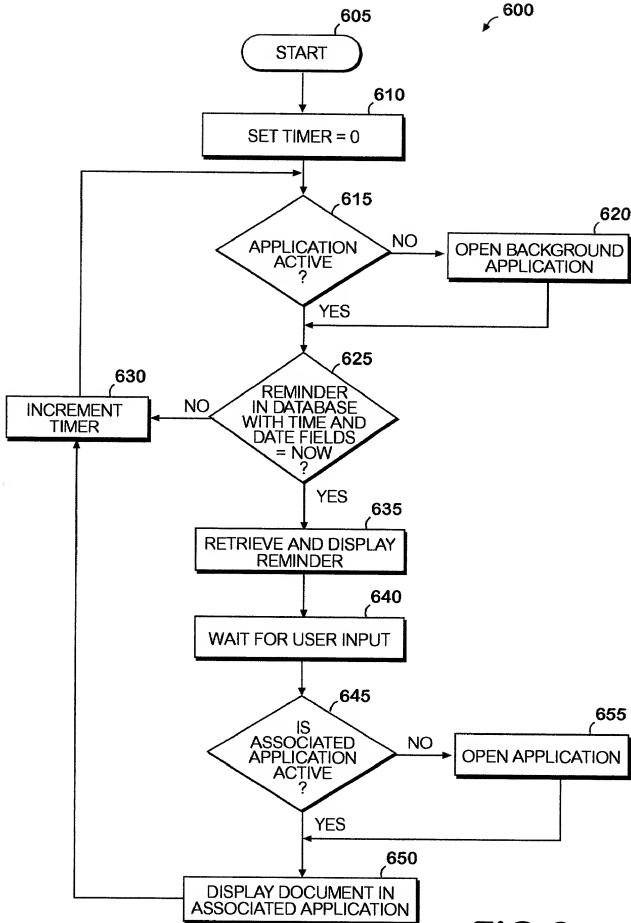 600
605
START
610
SET TIMER = 0
615
APPLICATION
ACTIVE
?
NO
620
OPEN BACKGROUND
APPLICATION
YES
625
REMINDER
IN DATABASE
WITH TIME AND
DATE FIELDS
= NOW
?
NO
630
INCREMENT
TIMER
YES
635
RETRIEVE AND DISPLAY
REMINDER
640
WAIT FOR USER INPUT
645
IS
ASSOCIATED
APPLICATION
ACTIVE
?
NO
655
OPEN APPLICATION
YES
650
DISPLAY DOCUMENT IN
ASSOCIATED APPLICATION